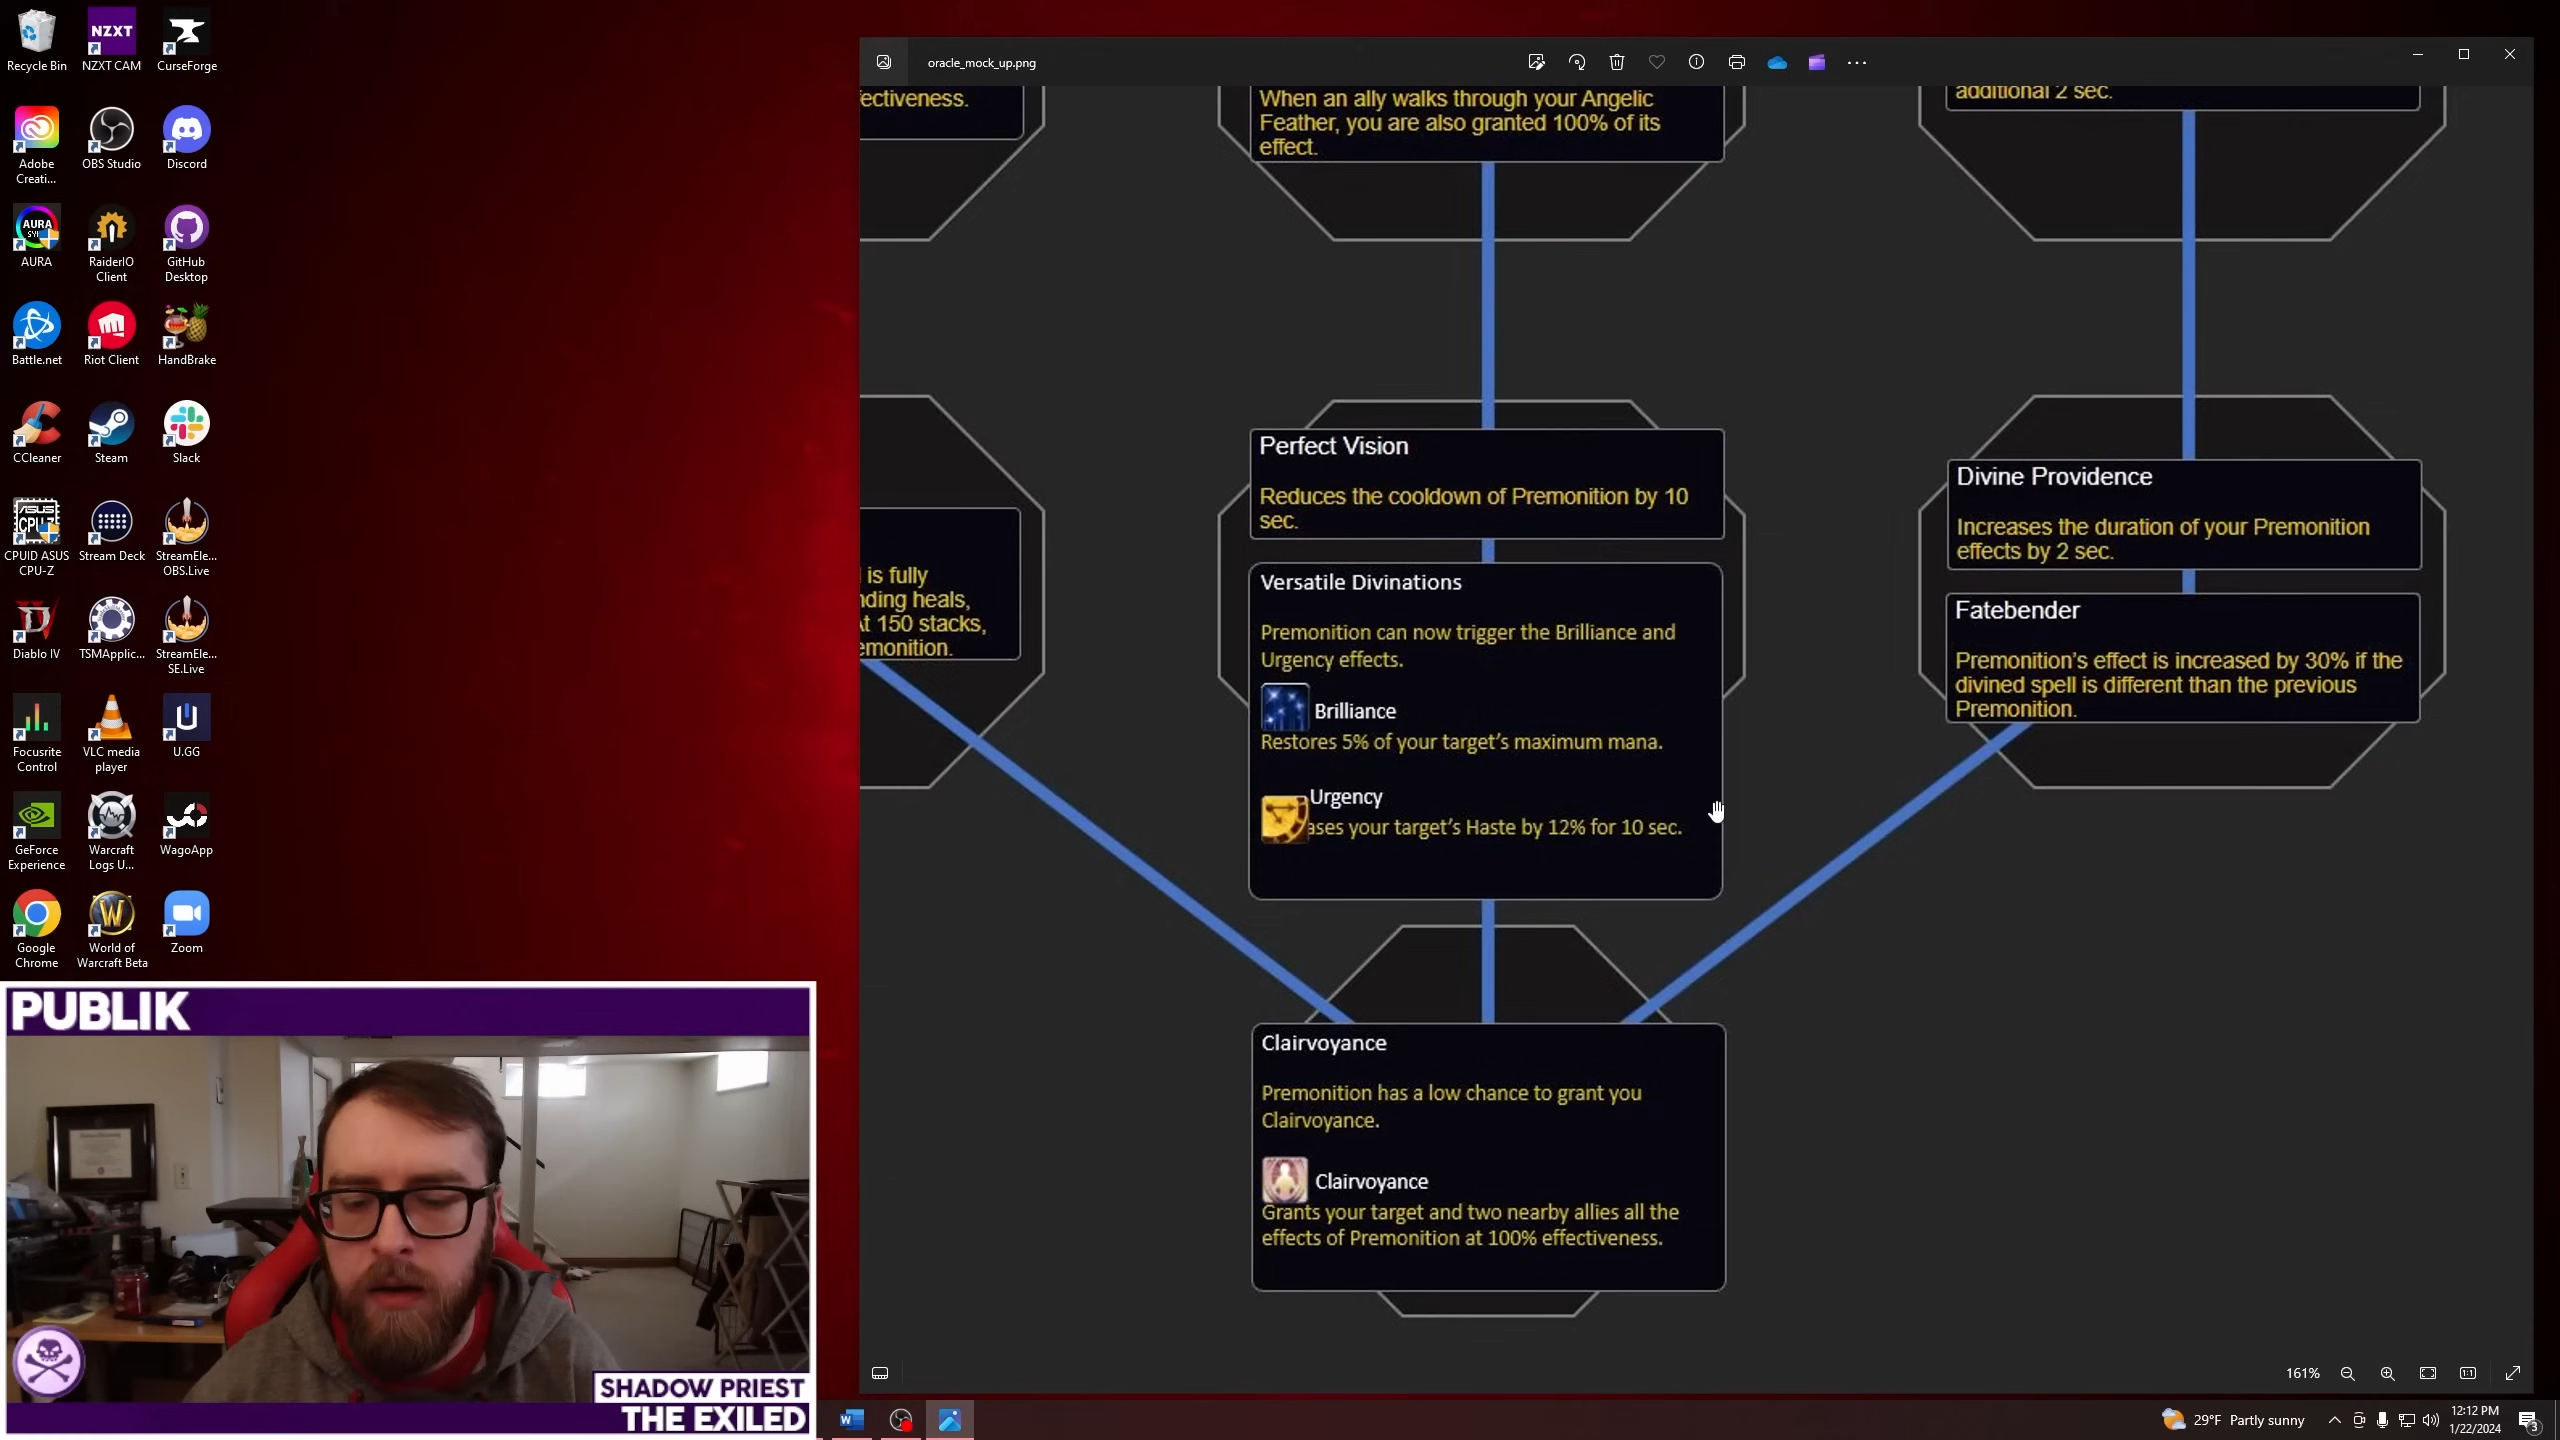 Recycle Bin
NZXT
NZXT CAM
CurseForge
Adobe
Creati...
OBS Studio
Discord
AURA
AURA
RaiderIO
Client
GitHub
Desktop
Battle.net
Riot Client
HandBrake
CCleaner
Steam
Slack
CPUID ASUS
CPU-Z
Stream Deck
StreamEle...
OBS.Live
Diablo IV
TSMApplic...
StreamEle...
SE.Live
Focusrite
Control
VLC media
player
U.GG
GeForce
Experience
Warcraft
Logs U...
WagoApp
Google
Chrome
World of
Warcraft Beta
Zoom
oracle_mock_up.png
fectiveness.
When an ally walks through your Angelic
Feather, you are also granted 100% of its
effect.
additional 2 sec.
is fully
nding heals,
At 150 stacks,
emonition.
Perfect Vision
Reduces the cooldown of Premonition by 10
sec.
Versatile Divinations
Premonition can now trigger the Brilliance and
Urgency effects.
Brilliance
Restores 5% of your target's maximum mana.
Urgency
ases your target's Haste by 12% for 10 sec.
Divine Providence
Increases the duration of your Premonition
effects by 2 sec.
Fatebender
Premonition's effect is increased by 30% if the
divined spell is different than the previous
Premonition.
Clairvoyance
Premonition has a low chance to grant you
Clairvoyance.
Clairvoyance
Grants your target and two nearby allies all the
effects of Premonition at 100% effectiveness.
161%
PUBLIK
SHADOW PRIEST
THE EXILED
29°F Partly sunny
12:12 PM
1/22/2024
3